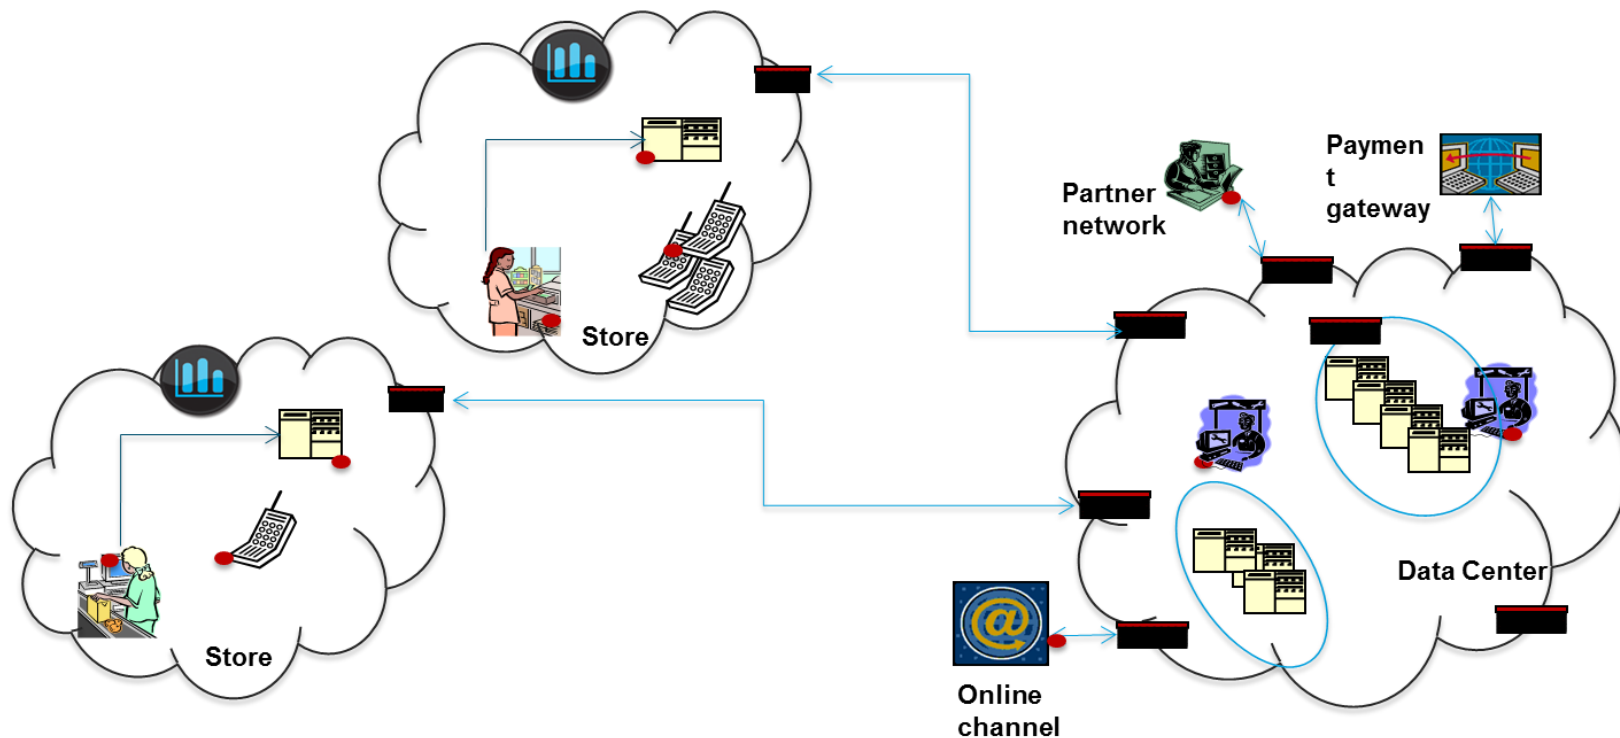 Paymen
t
gateway
Partner
network
Store
Data Center
Store
Online
channel